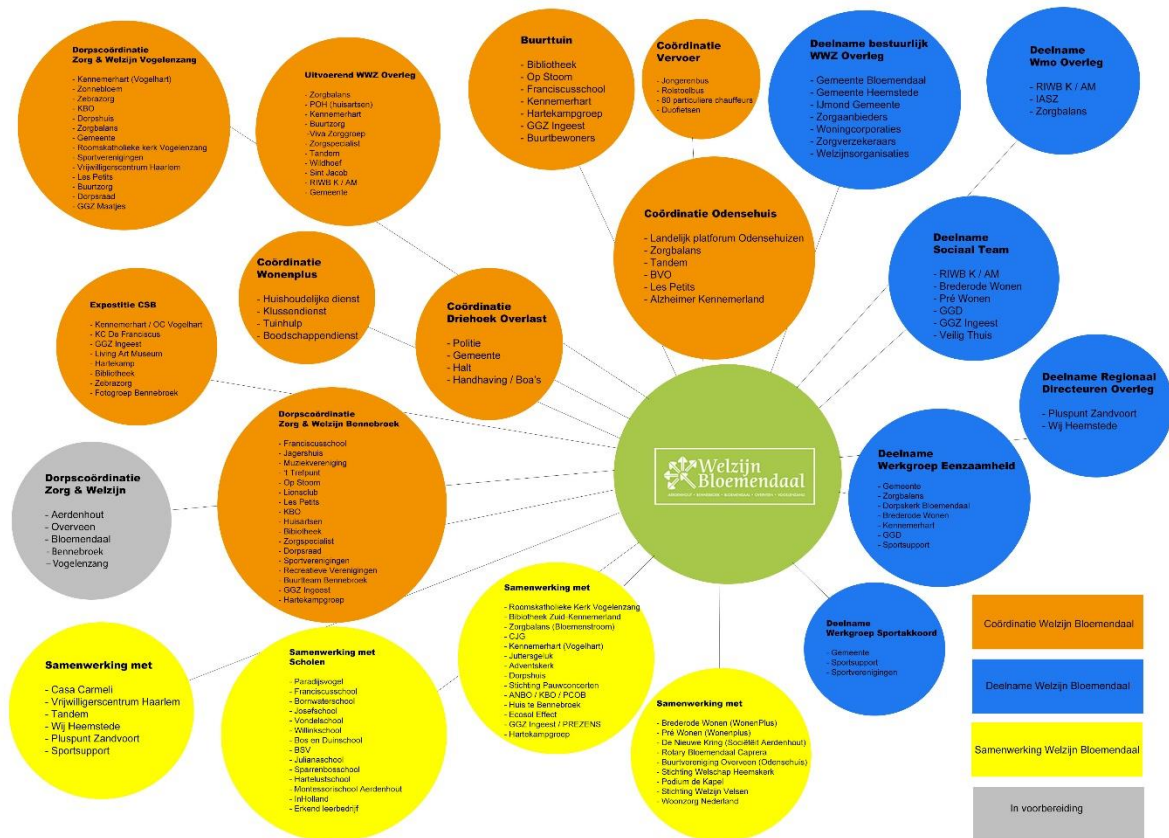 Dorpscoördinatie
Zorg & Welzijn Vogelenzang
- Kennemerhart (Vogelhart)
- Zonnebloem
- Zebrazorg
- KBO
- Dorpshuis
- Zorgbalans
- Gemeente
- Roomskatholieke kerk Vogelenzang
- Sportverenigingen
- Vrijwilligerscentrum Haarlem
- Les Petits
- Buurtzorg
- Dorpsraad
- GGZ Maatjes
Uitvoerend WWZ Overleg
- Zorgbalans
- POH (huisartsen)
- Kennemerhart
- Buurtzorg
-Viva Zorggroep
- Zorgspecialist
- Tandem
- Wildhoef
- Sint Jacob
- RIWB K / AM
- Gemeente
Buurttuin
- Bibliotheek
- Op Stoom
- Franciscusschool
- Kennemerhart
- Hartekampgroep
- GGZ Ingeest
- Buurtbewoners
Coördinatie
Vervoer
- Jongerenbus
- Rolstoelbus
- 80 particuliere chauffeurs
- Duofietsen
Deelname bestuurlijk
WWZ Overleg
- Gemeente Bloemendaal
- Gemeente Heemstede
- IJmond Gemeente
- Zorgaanbieders
- Woningcorporaties
- Zorgverzekeraars
- Welzijnsorganisaties
Deelname
Wmo Overleg
- RIWB K / AM
- IASZ
- Zorgbalans
Coördinatie
Wonenplus
- Huishoudelijke dienst
- Klussendienst
- Tuinhulp
- Boodschappendienst
Coördinatie
Driehoek Overlast
- Politie
- Gemeente
- Halt
- Handhaving / Boa's
Coördinatie Odensehuis
- Landelijk platforum Odensehuizen
- Zorgbalans
- Tandem
- BVO
- Les Petits
- Alzheimer Kennemerland
Deelname
Sociaal Team
- RIWB K / AM
- Brederode Wonen
- Pré Wonen
- GGD
- GGZ Ingeest
- Veilig Thuis
Expostitie CSB
- Kennemerhart / OC Vogelhart
- KC De Franciscus
- GGZ Ingeest
- Living Art Museum
- Hartekamp
- Bibliotheek
- Zebrazorg
- Fotogroep Bennebroek
Deelname Regionaal
Directeuren Overleg
- Pluspunt Zandvoort
- Wij Heemstede
Dorpscoördinatie
Zorg & Welzijn Bennebroek
- Franciscusschool
- Jagershuis
- Muziekvereniging
- 't Trefpunt
- Op Stoom
- Lionsclub
- Les Petits
- KBO
- Huisartsen
- Bibiotheek
- Zorgspecialist
- Dorpsraad
- Sportverenigingen
- Recreatieve Verenigingen
- Buurtteam Bennebroek
- GGZ Ingeest
- Hartekampgroep
Welzijn
Bloemendaal
Deelname
Werkgroep Eenzaamheid
- Gemeente
- Zorgbalens
- Dorpskerk Bloemendaal
- Brederode Wonen
- Kennemerhart
- GGD
- Sportsupport
Dorpscoördinatie
Zorg & Welzijn
- Aerdenhout
- Overveen
- Bloemendaal
- Bennebroek
- Vogelenzang
Samenwerking met
- Casa Carmeli
- Vrijwilligerscentrum Haarlem
- Tandem
- Wij Heemstede
- Pluspunt Zandvoort
- Sportsupport
Samenwerking met
Scholen
- Paradijsvogel
- Franciscusschool
- Bornwaterschool
- Josefschool
- Vondelschool
- Willinkschool
- Bos en Duinschool
- BSV
- Julianaschool
- Sparrenbosschool
- Hartelustschool
- Montessorischool Aerdenhout
- InHolland
- Erkend leerbedrijf
Samenwerking met
- Roomskatholieke Kerk Vogelenzang
- Bibliotheek Zuid-Kennemerland
- Zorgbalans (Bloemenstroom)
- CJG
- Kennemerhart (Vogelhart)
- Juttersgeluk
- Adventskerk
- Dorpshuis
- Stichting Pauwconcerten
- ANBO / KBO / PCOB
- Huis te Bennebroek
- Ecosol Effect
- GGZ Ingeest / PREZENS
- Hartekampgroep
Samenwerking met
- Brederode Wonen (WonenPlus)
- Pré Wonen (Wonenplus)
- De Nieuwe Kring (Sociëtëit Aerdenhout)
- Rotary Bloemendaal Caprera
- Buurtvereniging Overveen (Odensehuis)
- Stichting Welschap Heemskerk
- Podium de Kapel
- Stichting Welzijn Velsen
- Woonzorg Nederland
Deelname
Werkgroep Sportakkoord
- Gemeente
- Sportsupport
- Sportverenigingen
Coördinatie Welzijn Bloemendaal
Deelname Welzijn Bloemendaal
Samenwerking Welzijn Bloemendaal
In voorbereiding